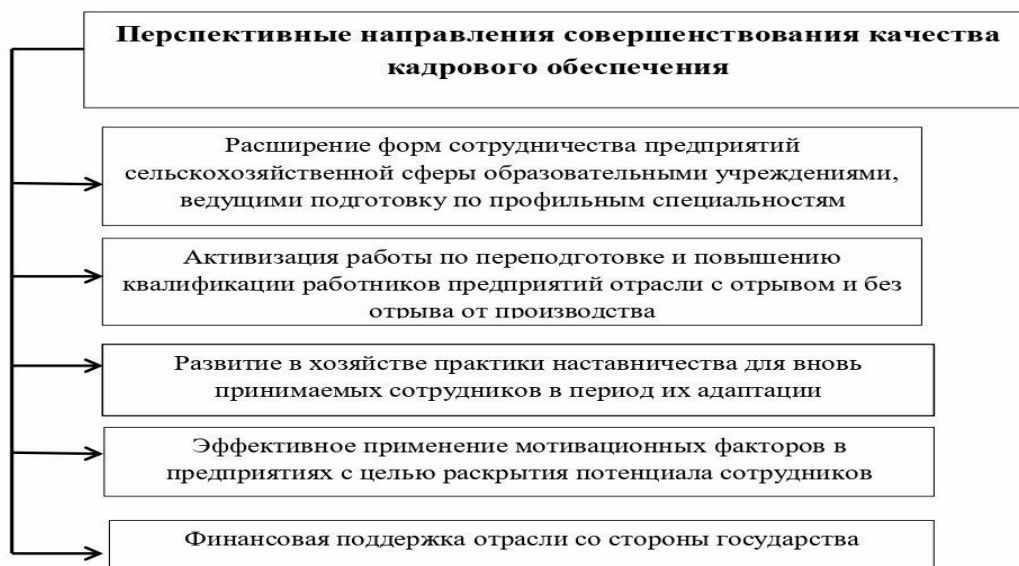 Перспективные направления совершенствования качества
кадрового обеспечения
Расширение форм сотрудничества предприятий
сельскохозяйственной сферы образовательными учреждениями,
ведущими подготовку по профильным специальностям
Активизация работы по переподготовке и повышению
квалификации работников предприятий отрасли с отрывом и без
отрыва от производства
Развитие в хозяйстве практики наставничества для вновь
принимаемых сотрудников в период их адаптации
Эффективное применение мотивационных факторов в
предприятиях с целью раскрытия потенциала сотрудников
Финансовая поддержка отрасли со стороны государства